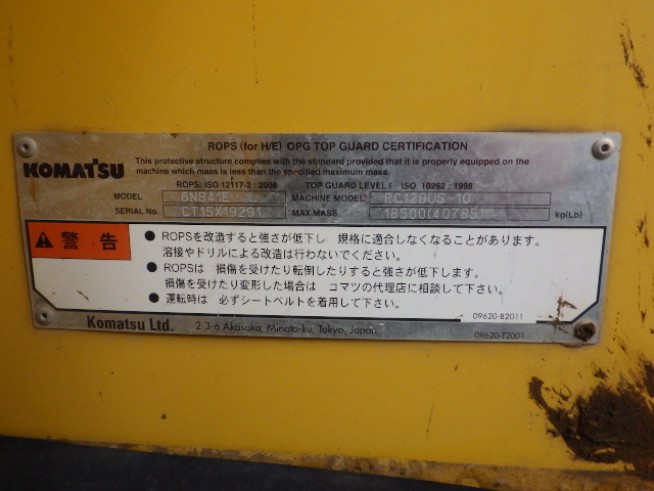 ROPS (for H/E) OPG TOP GUARD CERTIFICATION
KOMATSU
This protective structure complies with the standard provided that it is properly equipped on the
machine which mass is less than the specified maximum mass.
ROPS: ISO 12117-2 : 2008 TOP GUARD LEVEL I ISO 10262 : 1998
MODEL MACHINE MODEL PC128US-10
SERIAL No. CT15X19291 MAX.MASS kg(Lb)
警告
● ROPSを改造すると強さが低下し 規格に適合しなくなることがあります。
溶接やドリルによる改造は行わないでください。
● ROPSは 損傷を受けたり転倒したりすると強さが低下します。
損傷を受けたり変形した場合は コマツの代理店に相談して下さい。
● 運転時は 必ずシートベルトを着用して下さい。
09620-B2011
Komatsu Ltd. 2-3-6 Akasaka, Minato-ku, Tokyo, Japan
09620-T2001